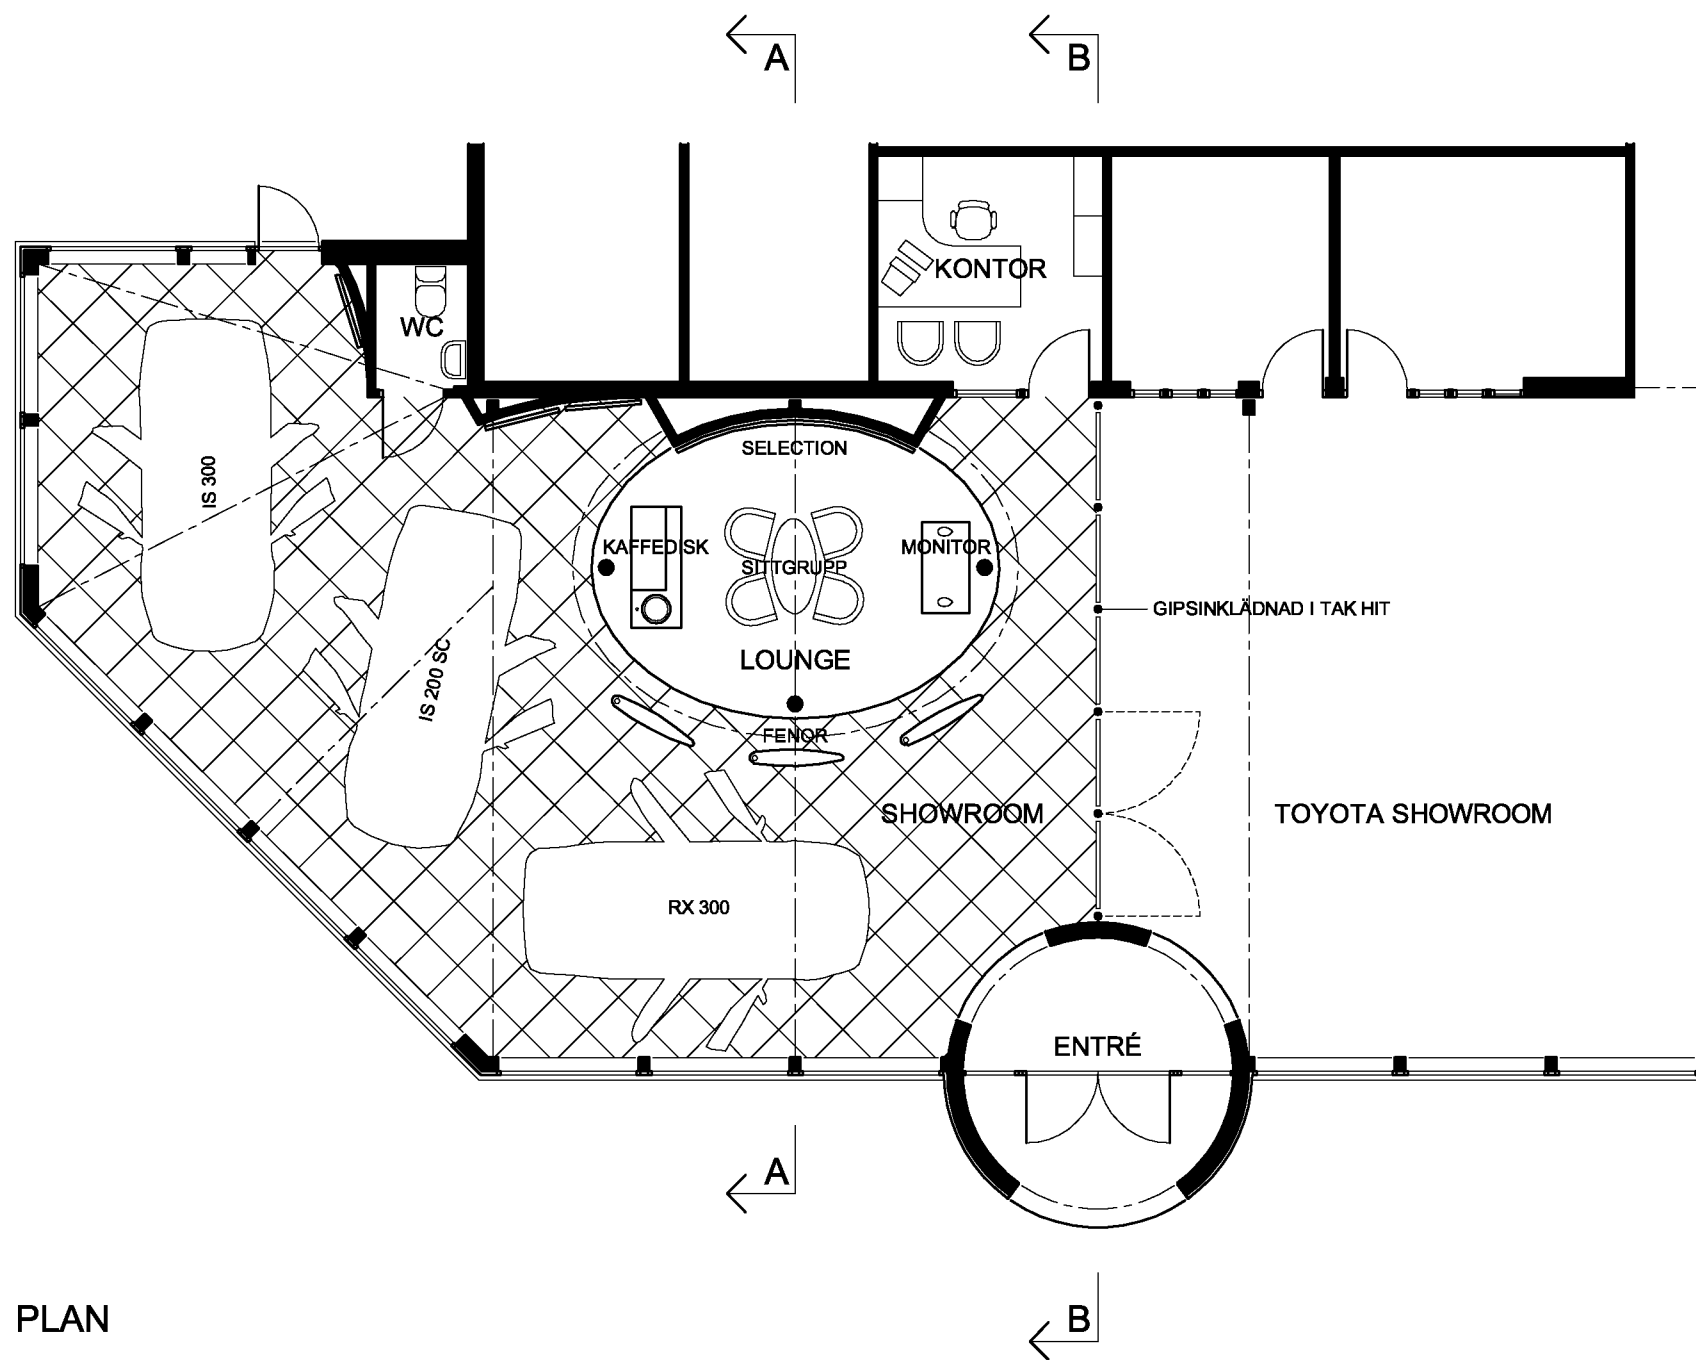 A
B
KONTOR
WC
SELECTION
IS 300
KAFFEDISK
MONITOR
SITTGRUPP
GIPSINKLÄDNAD I TAK HIT
LOUNGE
IS 200 SC
FENOR
SHOWROOM
TOYOTA SHOWROOM
RX 300
ENTRÉ
A
B
PLAN